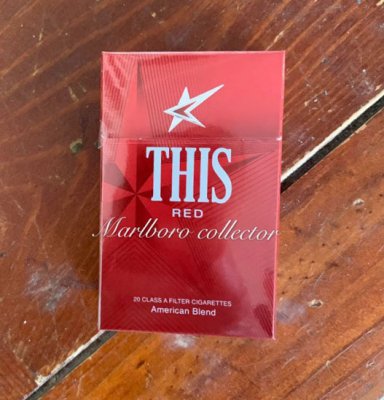 THIS
RED
Marlboro collector
20 CLASS A FILTER CIGARETTES
American Blend